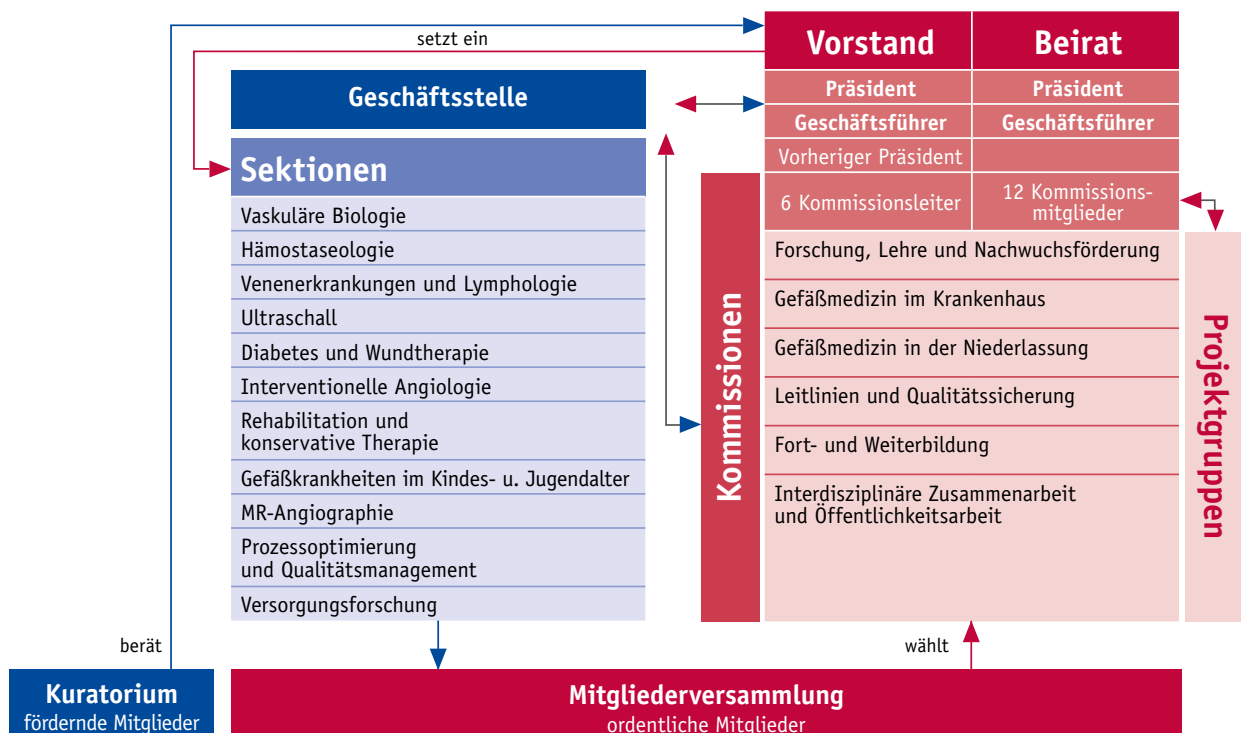 setzt ein
Vorstand
Beirat
Geschäftsstelle
Präsident
Präsident
Geschäftsführer
Geschäftsführer
Vorheriger Präsident
6 Kommissionsleiter
12 Kommissions-
mitglieder
Sektionen
Vaskuläre Biologie
Hämostaseologie
Venenerkrankungen und Lymphologie
Ultraschall
Diabetes und Wundtherapie
Interventionelle Angiologie
Rehabilitation und
konservative Therapie
Gefäßkrankheiten im Kindes- u. Jugendalter
MR-Angiographie
Prozessoptimierung
und Qualitätsmanagement
Versorgungsforschung
Kommissionen
Forschung, Lehre und Nachwuchsförderung
Gefäßmedizin im Krankenhaus
Gefäßmedizin in der Niederlassung
Leitlinien und Qualitätssicherung
Fort- und Weiterbildung
Interdisziplinäre Zusammenarbeit
und Öffentlichkeitsarbeit
Projektgruppen
berät
wählt
Kuratorium
fördernde Mitglieder
Mitgliederversammlung
ordentliche Mitglieder